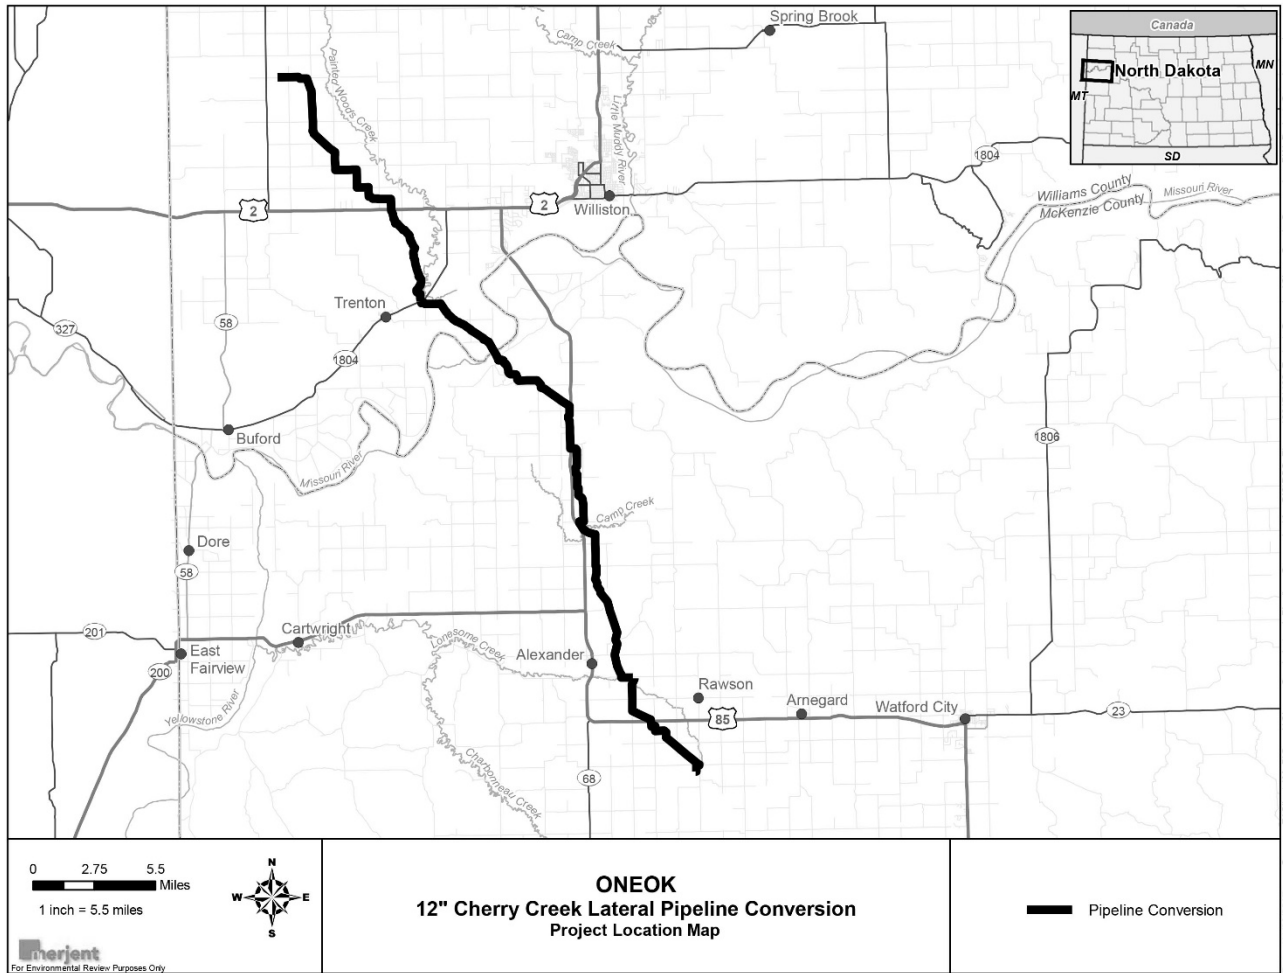 Spring Brook
Camp Creek
Canada
North Dakota
MN
MT
SD
Painted Woods Creek
Little Muddy River
1804
Williams County
McKenzie County
Missouri River
2
2
Williston
Trenton
58
327
1804
Buford
Missouri River
1806
Camp Creek
Dore
58
201
Cartwright
Lonesome Creek
East
Fairview
200
Alexander
Rawson
Arnegard
Watford City
85
23
Yellowstone River
Charbonneau Creek
68
0 2.75 5.5
Miles
1 inch = 5.5 miles
N
W E
S
merjent
For Environmental Review Purposes Only
ONEOK
12" Cherry Creek Lateral Pipeline Conversion
Project Location Map
Pipeline Conversion